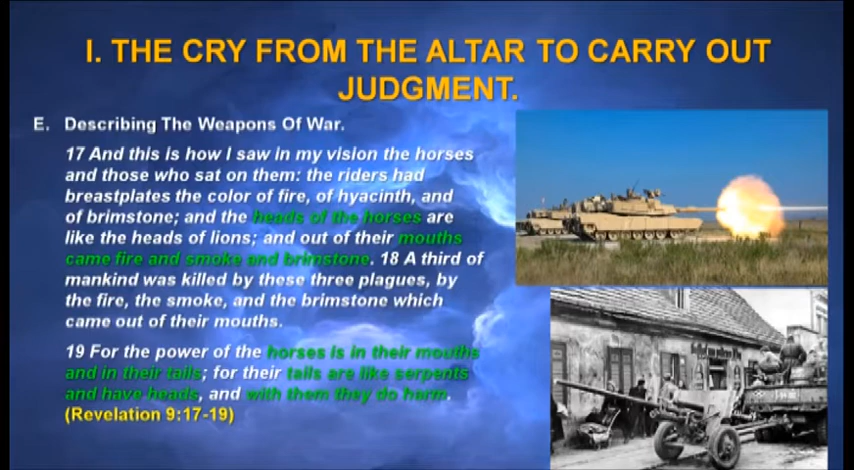 I. THE CRY FROM THE ALTAR TO CARRY OUT
JUDGMENT.
E. Describing The Weapons Of War.
17 And this is how I saw in my vision the horses
and those who sat on them: the riders had
breastplates the color of fire, of hyacinth, and
of brimstone; and the heads of the horses are
like the heads of lions; and out of their mouths
came fire and smoke and brimstone. 18 A third of
mankind was killed by these three plagues, by
the fire, the smoke, and the brimstone which
came out of their mouths.
19 For the power of the horses is in their mouths
and in their tails; for their tails are like serpents
and have heads, and with them they do harm.
(Revelation 9:17-19)